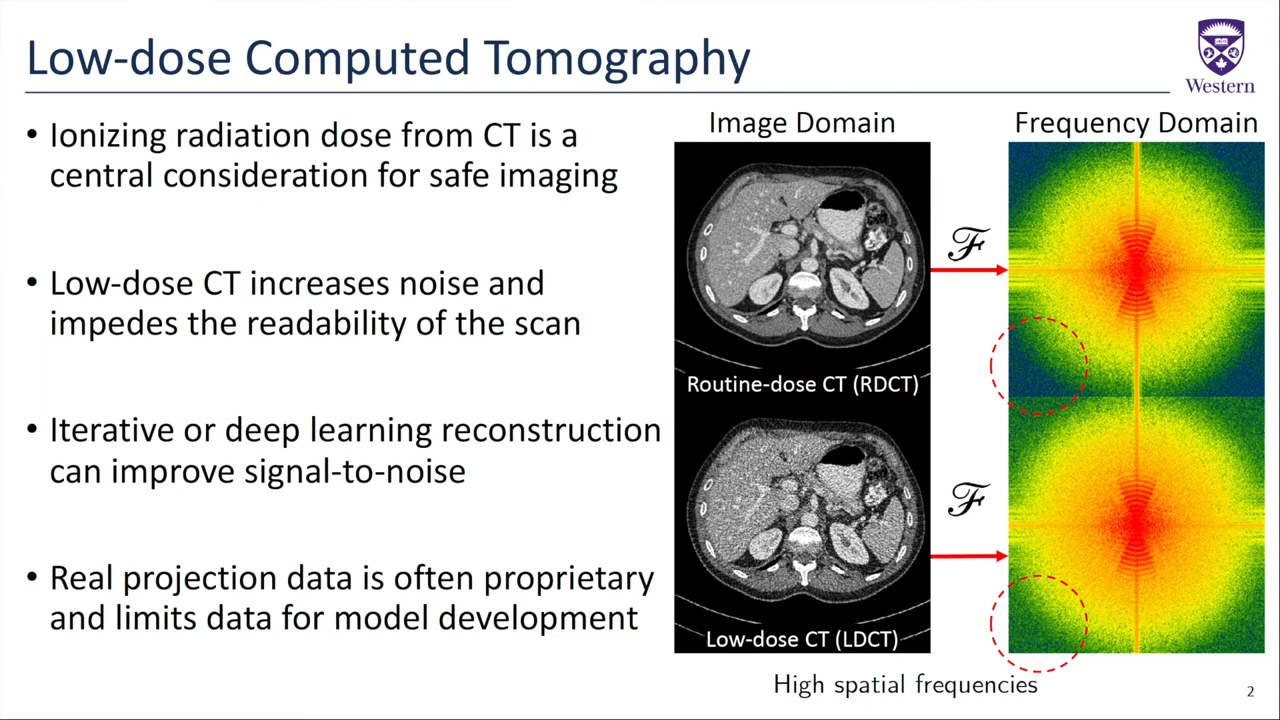 Low-dose Computed Tomography
Western
• Ionizing radiation dose from CT is a
central consideration for safe imaging
• Low-dose CT increases noise and
impedes the readability of the scan
• Iterative or deep learning reconstruction
can improve signal-to-noise
• Real projection data is often proprietary
and limits data for model development
Image Domain
Frequency Domain
ℱ
Routine-dose CT (RDCT)
ℱ
Low-dose CT (LDCT)
High spatial frequencies
2